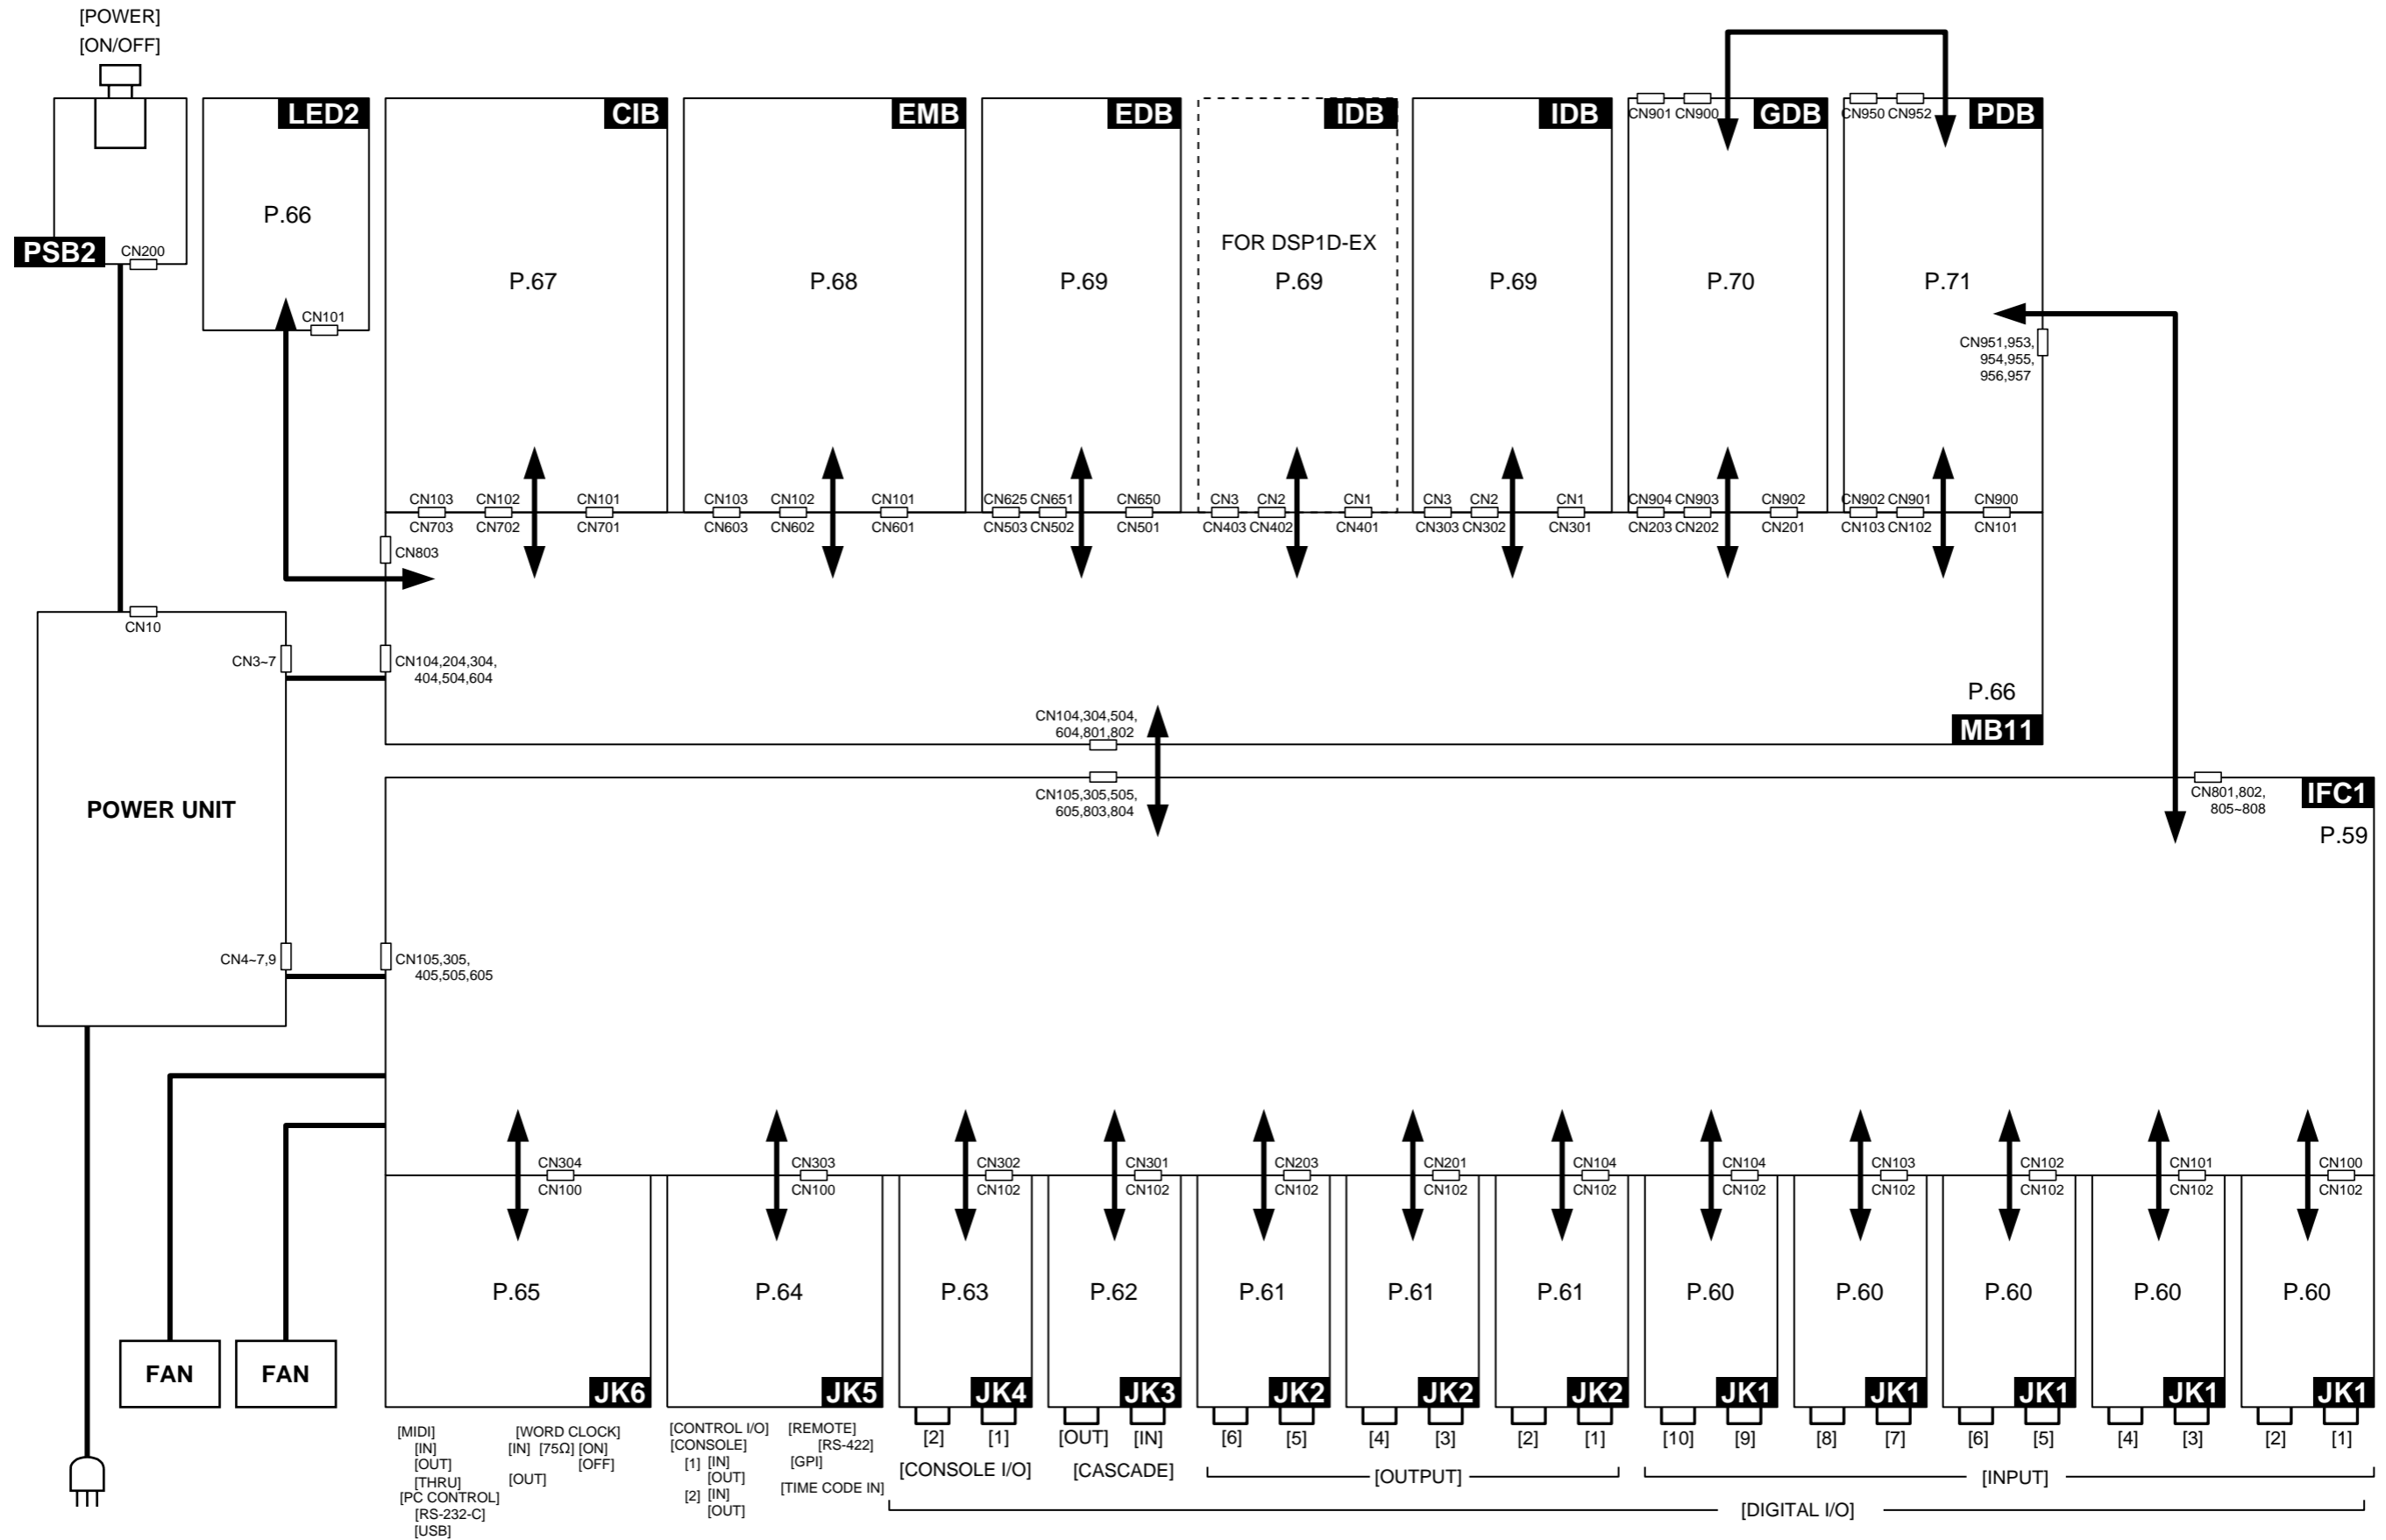 [POWER]
[ON/OFF]
PSB2
CN200
LED2
P.66
CN101
CIB
P.67
CN103 CN102 CN101
CN703 CN702 CN701
EMB
P.68
CN103 CN102 CN101
CN603 CN602 CN601
EDB
P.69
CN625 CN651 CN650
CN503 CN502 CN501
IDB
FOR DSP1D-EX
P.69
CN3 CN2 CN1
CN403 CN402 CN401
IDB
P.69
CN3 CN2 CN1
CN303 CN302 CN301
CN901 CN900
GDB
P.70
CN904 CN903 CN902
CN203 CN202 CN201
CN950 CN952
PDB
P.71
CN951,953,
954,955,
956,957
CN902 CN901 CN900
CN103 CN102 CN101
CN803
CN10
CN3~7
CN104,204,304,
404,504,604
P.66
MB11
CN104,304,504,
604,801,802
POWER UNIT
CN105,305,505,
605,803,804
CN801,802,
805~808
IFC1
P.59
CN4~7,9
CN105,305,
405,505,605
FAN
FAN
CN304
CN100
P.65
JK6
CN303
CN100
P.64
JK5
CN302
CN102
P.63
JK4
CN301
CN102
P.62
JK3
CN203
CN102
P.61
JK2
CN201
CN102
P.61
JK2
CN104
CN102
P.61
JK2
CN104
CN102
P.60
JK1
CN103
CN102
P.60
JK1
CN102
CN102
P.60
JK1
CN101
CN102
P.60
JK1
CN100
CN102
P.60
JK1
[MIDI]
[IN]
[OUT]
[THRU]
[PC CONTROL]
[RS-232-C]
[USB]
[WORD CLOCK]
[IN] [75Ω] [ON]
[OFF]
[OUT]
[CONTROL I/O]
[CONSOLE]
[1] [IN]
[OUT]
[2] [IN]
[OUT]
[REMOTE]
[RS-422]
[GPI]
[TIME CODE IN]
[2] [1]
[CONSOLE I/O]
[OUT] [IN]
[CASCADE]
[6] [5] [4] [3] [2] [1]
[OUTPUT]
[10] [9] [8] [7] [6] [5] [4] [3] [2] [1]
[INPUT]
[DIGITAL I/O]